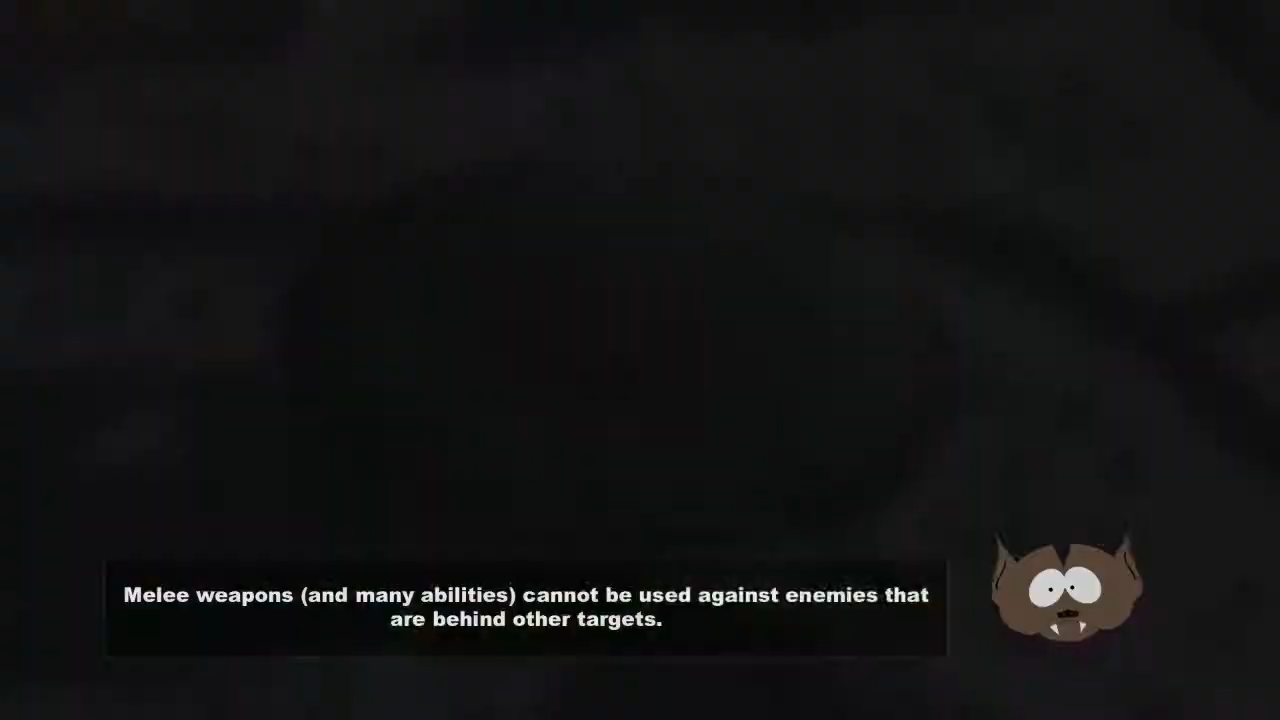 Melee weapons (and many abilities) cannot be used against enemies that
are behind other targets.